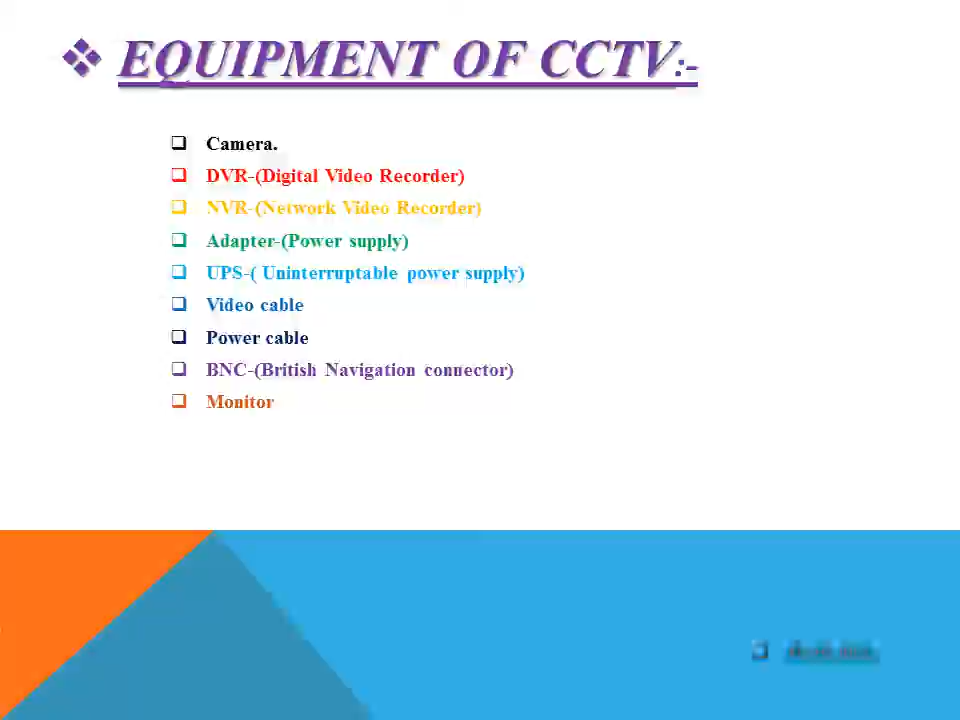 EQUIPMENT OF CCTV:-
Camera.
DVR-(Digital Video Recorder)
NVR-(Network Video Recorder)
Adapter-(Power supply)
UPS-( Uninterruptable power supply)
Video cable
Power cable
BNC-(British Navigation connector)
Monitor